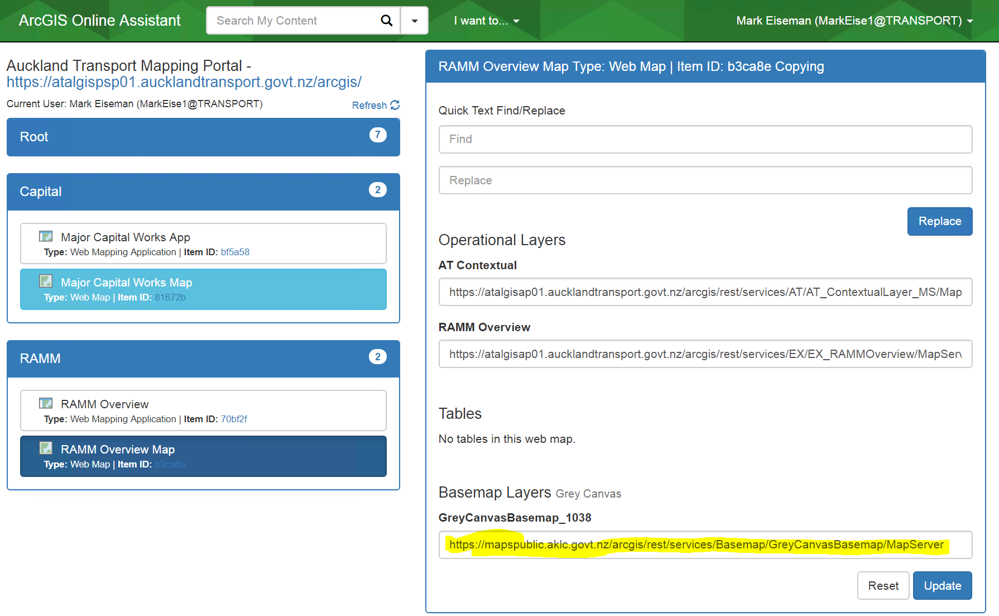 ArcGIS Online Assistant
Search My Content
I want to...
Mark Eiseman (MarkEise1@TRANSPORT)
Auckland Transport Mapping Portal -
https://atalgispsp01.aucklandtransport.govt.nz/arcgis/
Current User: Mark Eiseman (MarkEise1@TRANSPORT)
Refresh
Root
7
Capital
2
Major Capital Works App
Type: Web Mapping Application | Item ID: bf5a58
Major Capital Works Map
Type: Web Map | Item ID: 81672b
RAMM
2
RAMM Overview
Type: Web Mapping Application | Item ID: 70bf2f
RAMM Overview Map
Type: Web Map | Item ID: b3ca8e
RAMM Overview Map Type: Web Map | Item ID: b3ca8e Copying
Quick Text Find/Replace
Find
Replace
Replace
Operational Layers
AT Contextual
https://atalgisap01.aucklandtransport.govt.nz/arcgis/rest/services/AT/AT_ContextualLayer_MS/Map
RAMM Overview
https://atalgisap01.aucklandtransport.govt.nz/arcgis/rest/services/EX/EX_RAMMOverview/MapServ
Tables
No tables in this web map.
Basemap Layers Grey Canvas
GreyCanvasBasemap_1038
https://mapspublic.aklc.govt.nz/arcgis/rest/services/Basemap/GreyCanvasBasemap/MapServer
Reset
Update